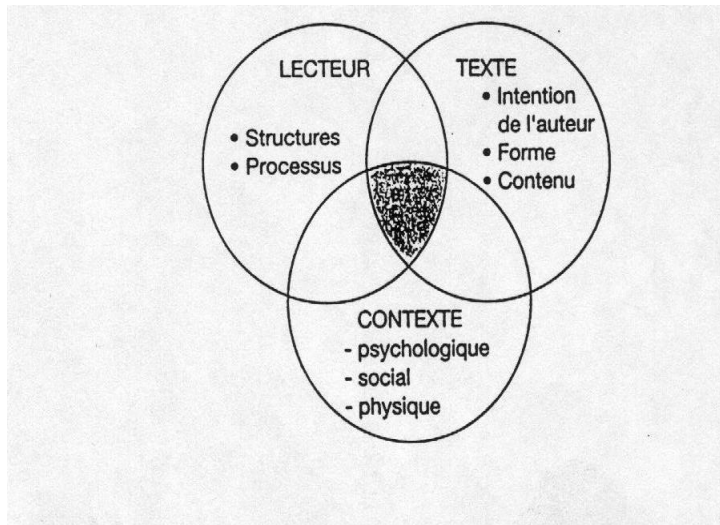 LECTEUR
• Structures
• Processus
TEXTE
• Intention
de l'auteur
• Forme
• Contenu
CONTEXTE
- psychologique
- social
- physique